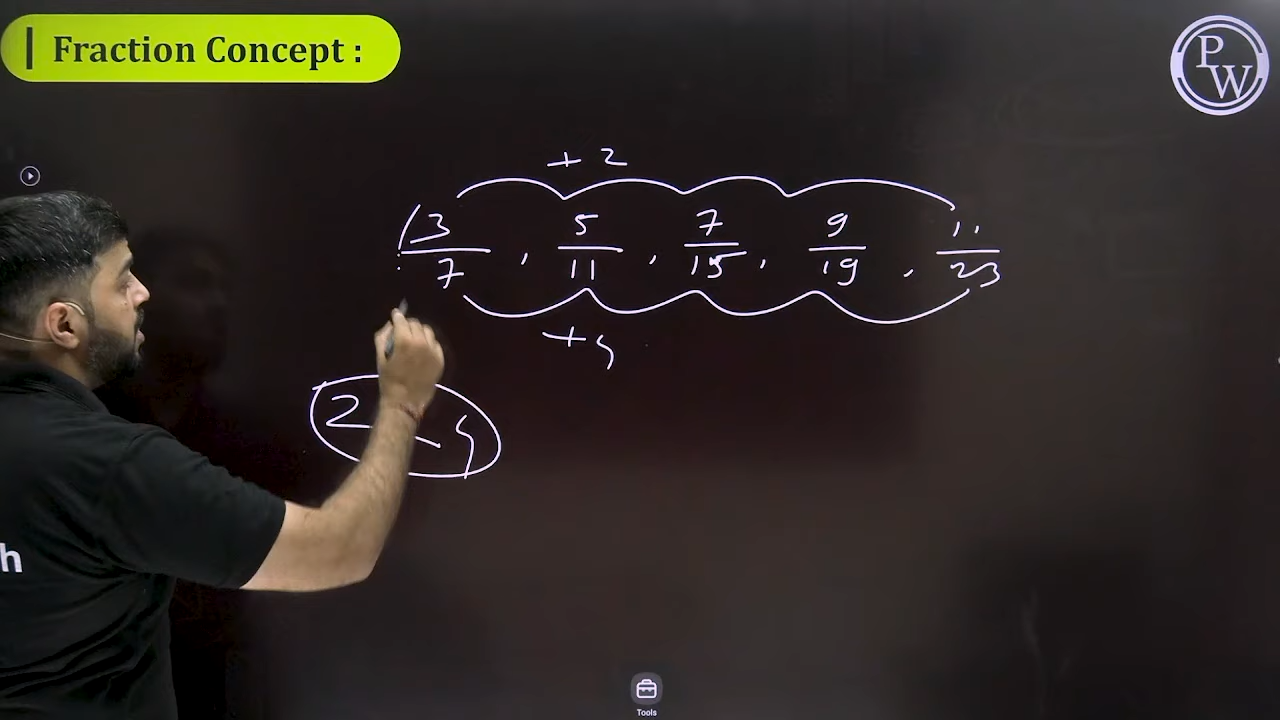 Fraction Concept :
PW
+ 2
3/7 , 5/11 , 7/15 , 9/19 , 11/23
+ 4
2 4
h
Tools